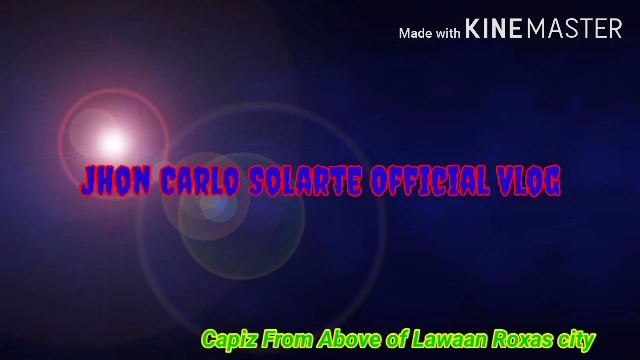 Made with KINEMASTER
JHON CARLO SOLARTE OFFICIAL VLOG
Capiz From Above of Lawaan Roxas city